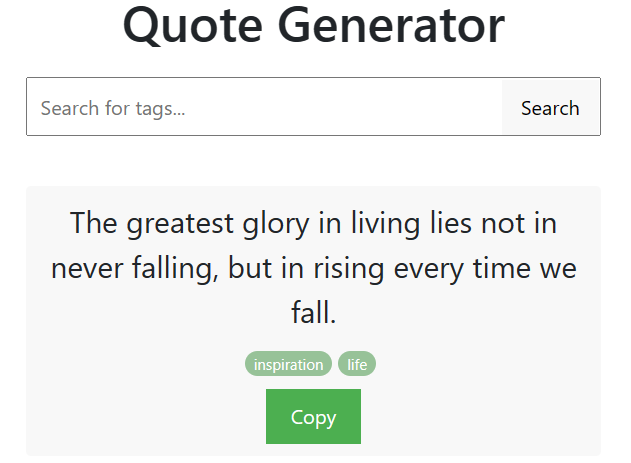 Quote Generator
Search for tags... Search
The greatest glory in living lies not in
never falling, but in rising every time we
fall.
inspiration life
Copy